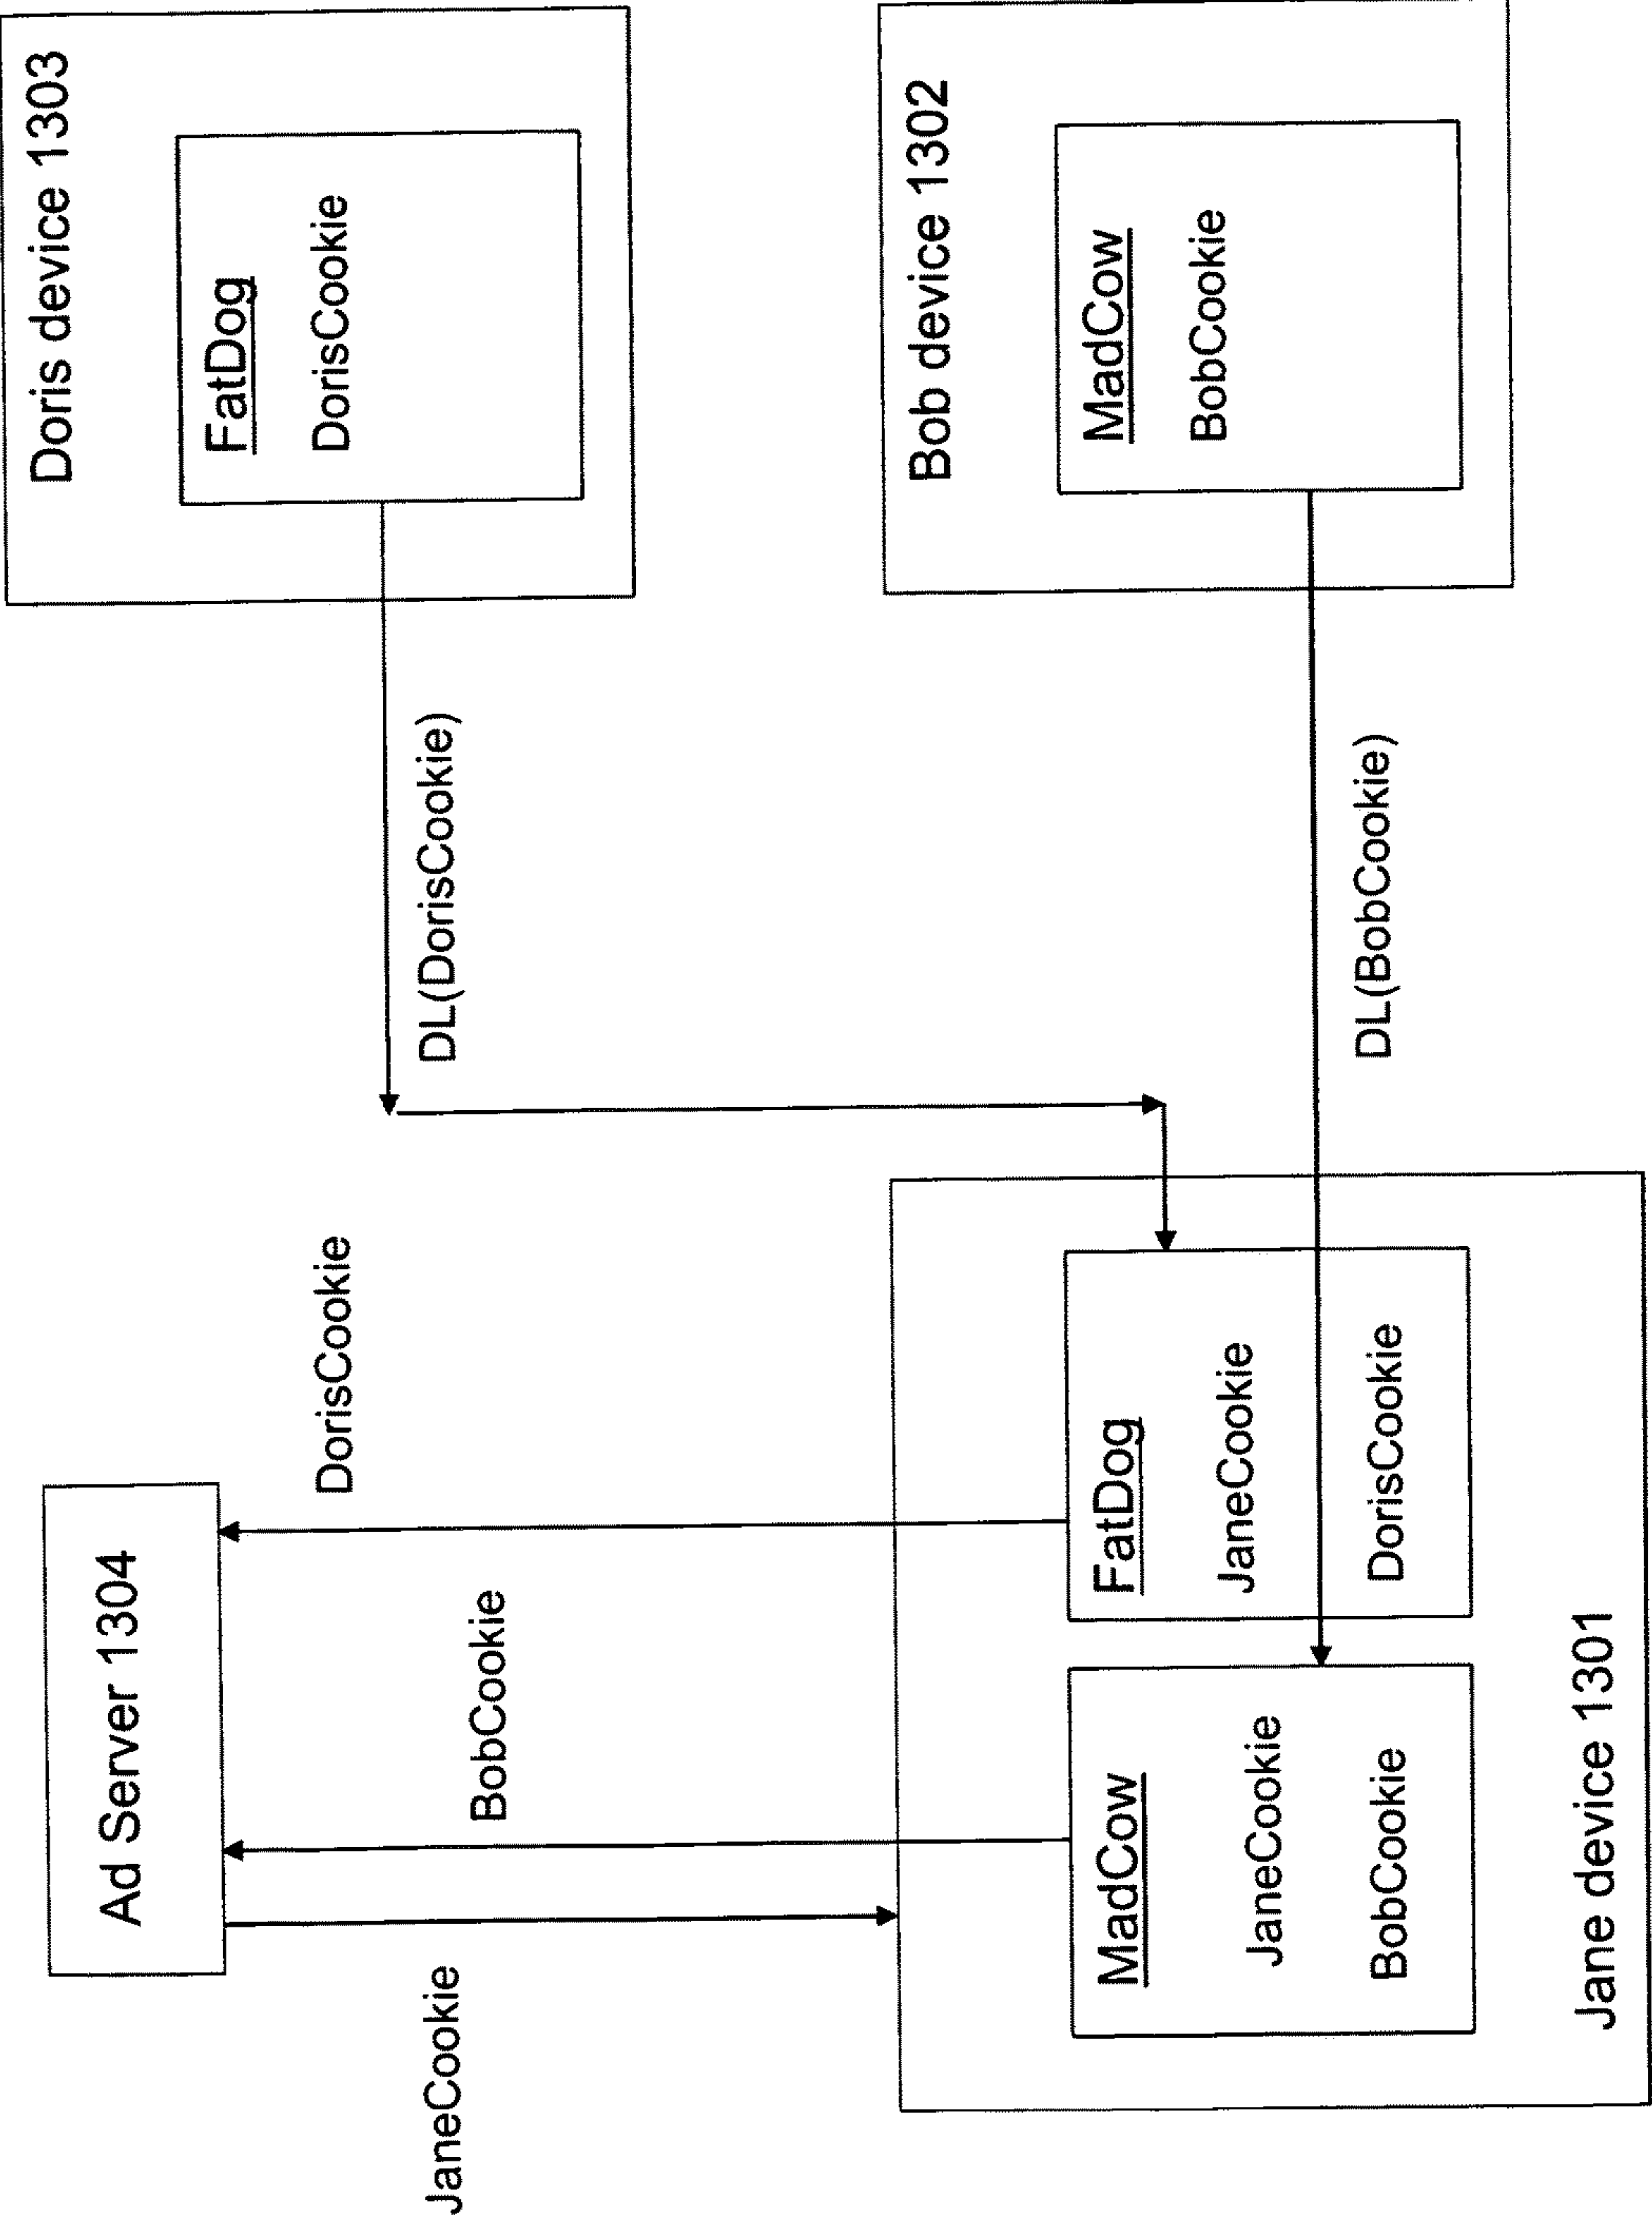 Ad Server 1304
JaneCookie
BobCookie
DorisCookie
MadCow
JaneCookie
BobCookie
FatDog
JaneCookie
DorisCookie
Jane device 1301
DL(DorisCookie)
DL(BobCookie)
Doris device 1303
FatDog
DorisCookie
Bob device 1302
MadCow
BobCookie